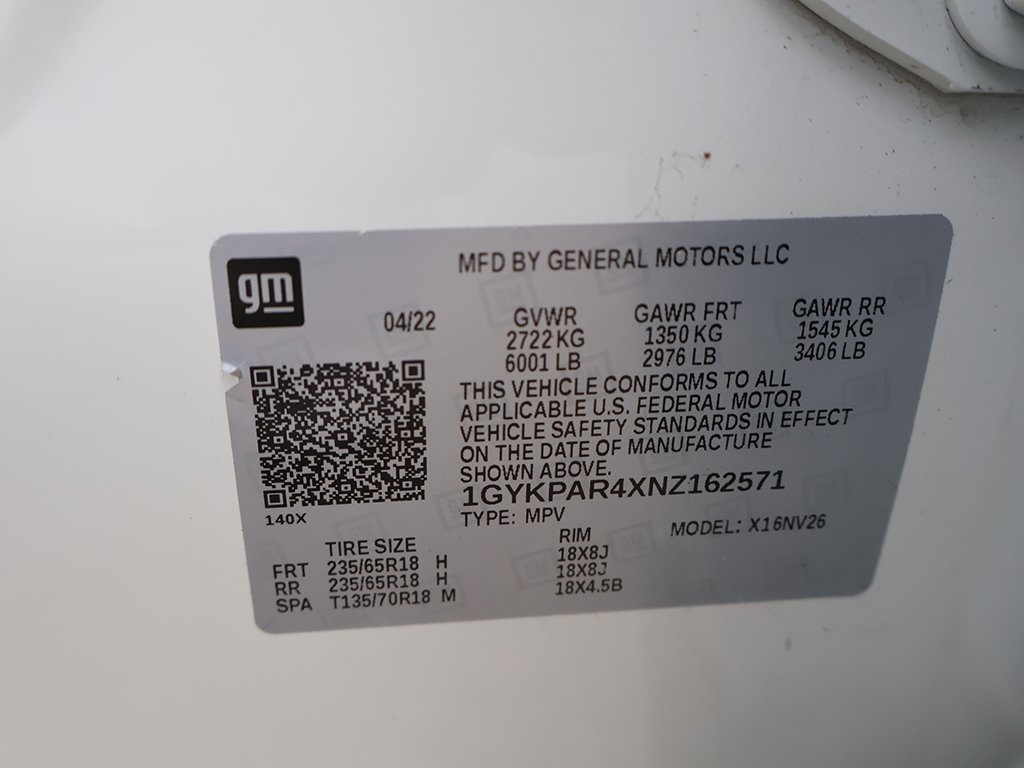 gm
MFD BY GENERAL MOTORS LLC
04/22
GVWR GAWR FRT GAWR RR
2722 KG 1350 KG 1545 KG
6001 LB 2976 LB 3406 LB
THIS VEHICLE CONFORMS TO ALL
APPLICABLE U.S. FEDERAL MOTOR
VEHICLE SAFETY STANDARDS IN EFFECT
ON THE DATE OF MANUFACTURE
SHOWN ABOVE.
1GYKPAR4XNZ162571
140X
TYPE: MPV MODEL: X16NV26
TIRE SIZE RIM
FRT 235/65R18 H 18X8J
RR 235/65R18 H 18X8J
SPA T135/70R18 M 18X4.5B